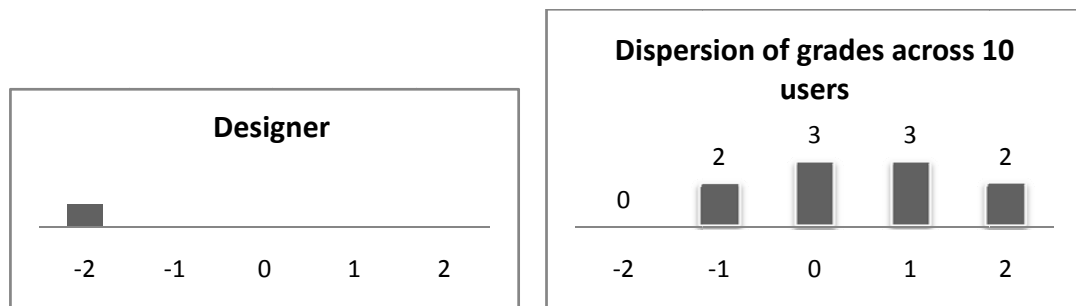 Designer
-2 -1 0 1 2
Dispersion of grades across 10
users
0 2 3 3 2
-2 -1 0 1 2